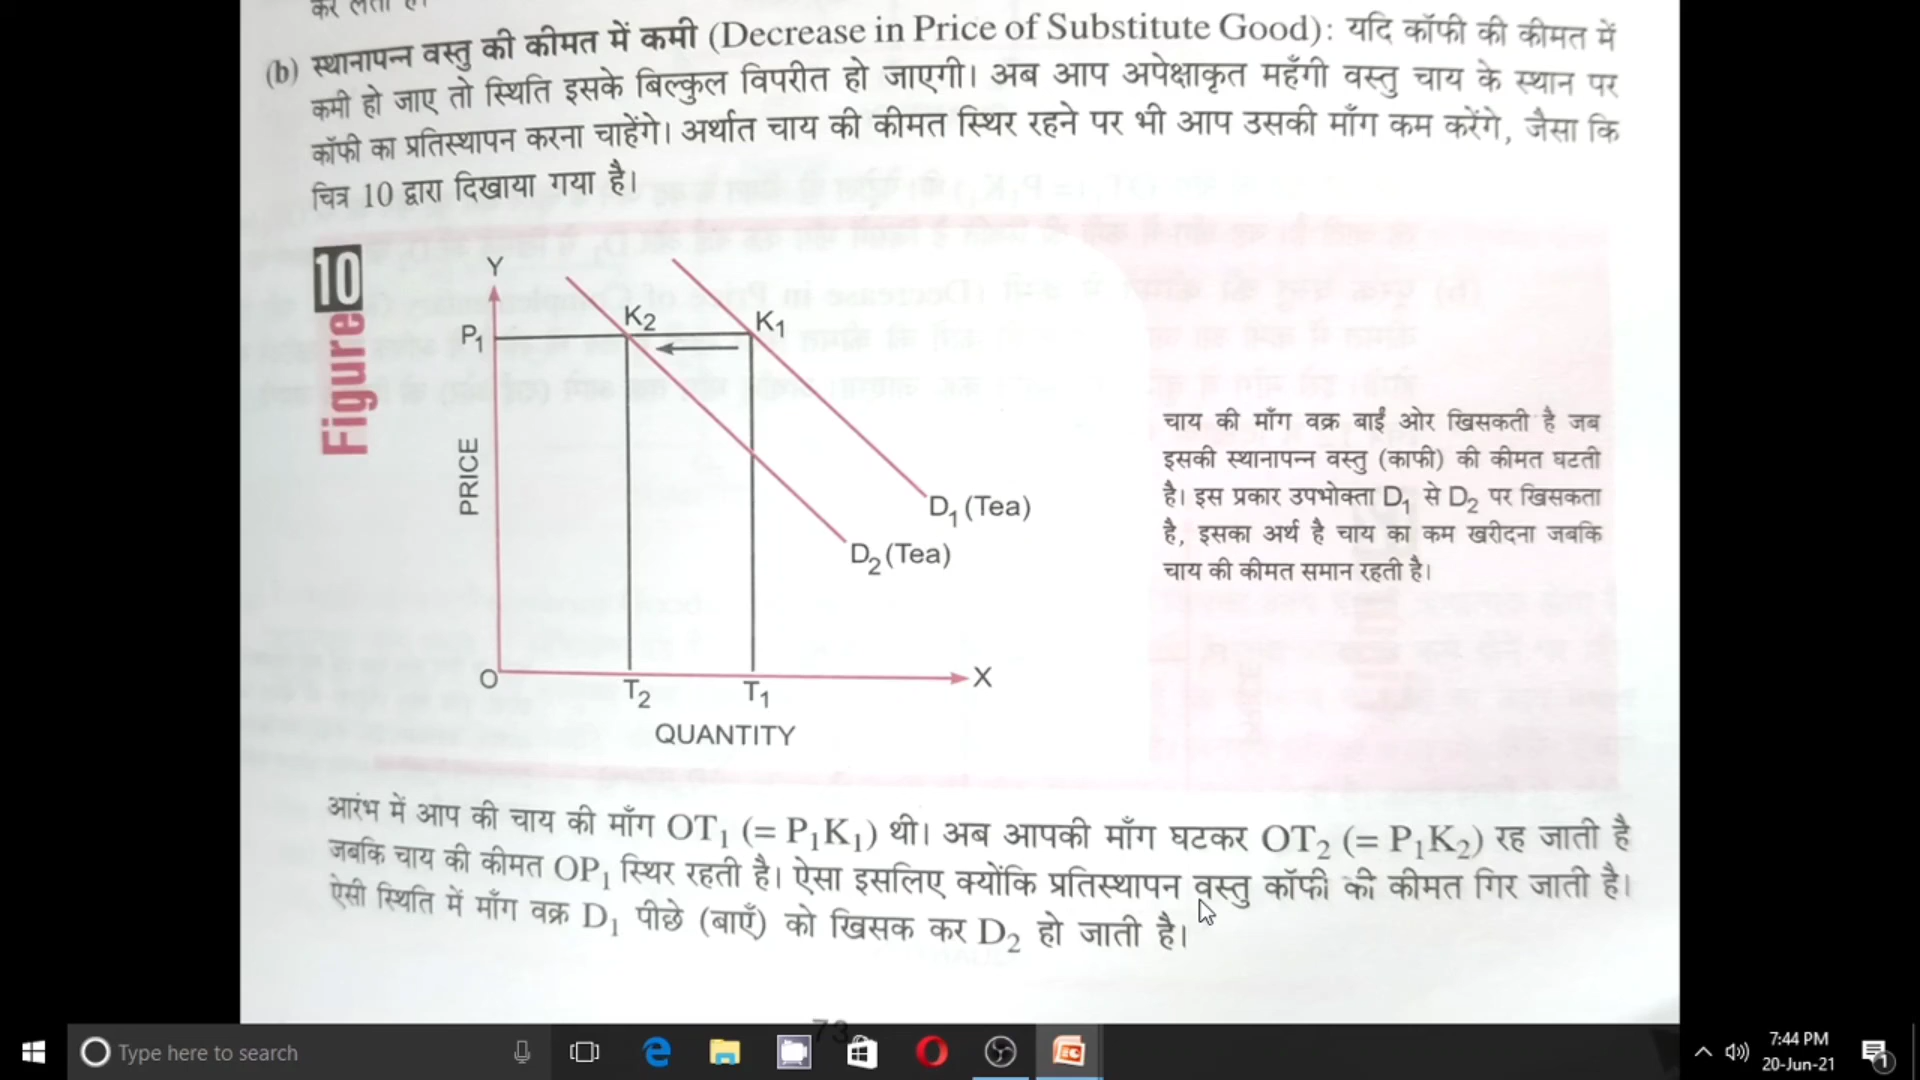 कर लेता है।
(b) स्थानापन्न वस्तु की कीमत में कमी (Decrease in Price of Substitute Good): यदि कॉफी की कीमत में
कमी हो जाए तो स्थिति इसके बिल्कुल विपरीत हो जाएगी। अब आप अपेक्षाकृत महँगी वस्तु चाय के स्थान पर
कॉफी का प्रतिस्थापन करना चाहेंगे। अर्थात चाय की कीमत स्थिर रहने पर भी आप उसकी माँग कम करेंगे, जैसा कि
चित्र 10 द्वारा दिखाया गया है।
Figure 10
Y
P₁
K₂
K₁
PRICE
D₁ (Tea)
D₂ (Tea)
O
T₂
T₁
X
QUANTITY
चाय की माँग वक्र बाईं ओर खिसकती है जब
इसकी स्थानापन्न वस्तु (काफी) की कीमत घटती
है। इस प्रकार उपभोक्ता D₁ से D₂ पर खिसकता
है, इसका अर्थ है चाय का कम खरीदना जबकि
चाय की कीमत समान रहती है।
आरंभ में आप की चाय की माँग OT₁ (= P₁K₁) थी। अब आपकी माँग घटकर OT₂ (= P₁K₂) रह जाती है
जबकि चाय की कीमत OP₁ स्थिर रहती है। ऐसा इसलिए क्योंकि प्रतिस्थापन वस्तु कॉफी की कीमत गिर जाती है।
ऐसी स्थिति में माँग वक्र D₁ पीछे (बाएँ) को खिसक कर D₂ हो जाती है।
73
Type here to search
7:44 PM
20-Jun-21
1